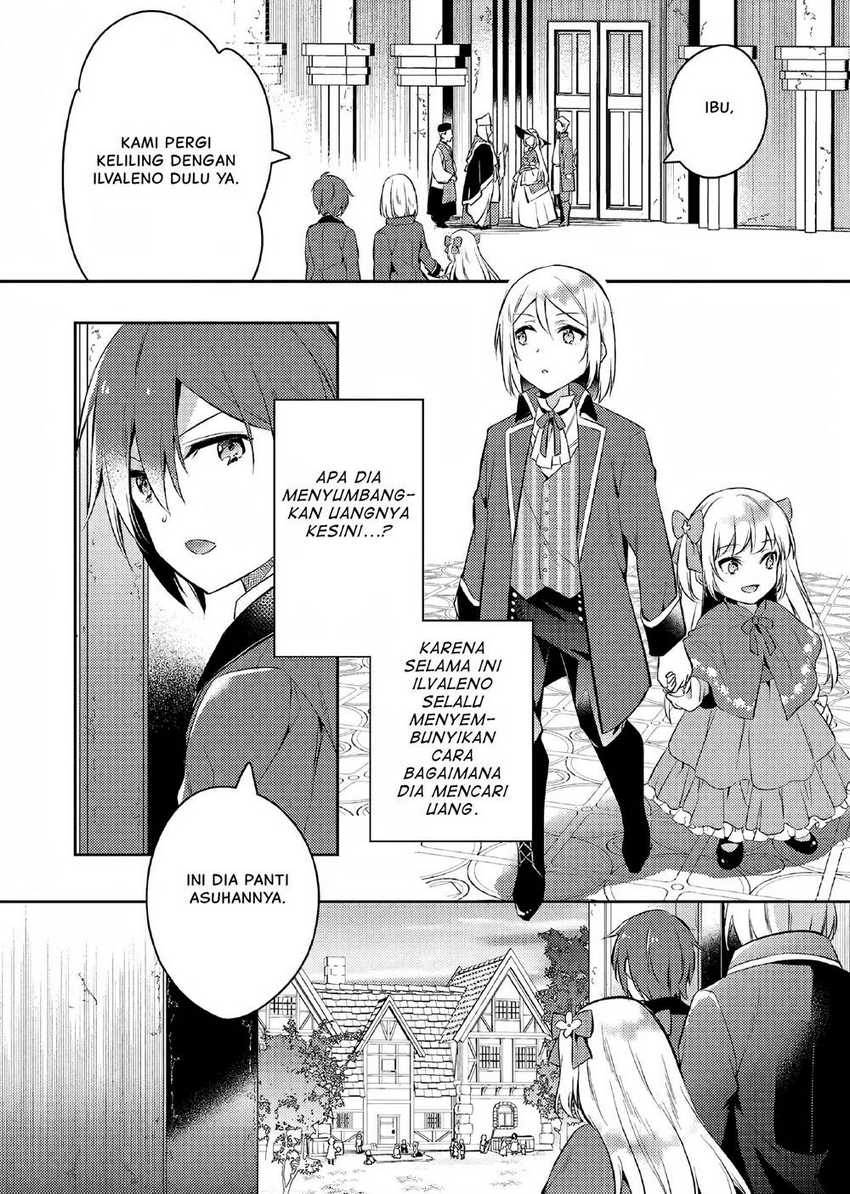 IBU,
KAMI PERGI
KELILING DENGAN
ILVALENO DULU YA.
APA DIA
MENYUMBANG-
KAN UANGNYA
KESINI...?
KARENA
SELAMA INI
ILVALENO
SELALU
MENYEM-
BUNYIKAN
CARA
BAGAIMANA
DIA MENCARI
UANG.
INI DIA PANTI
ASUHANNYA.